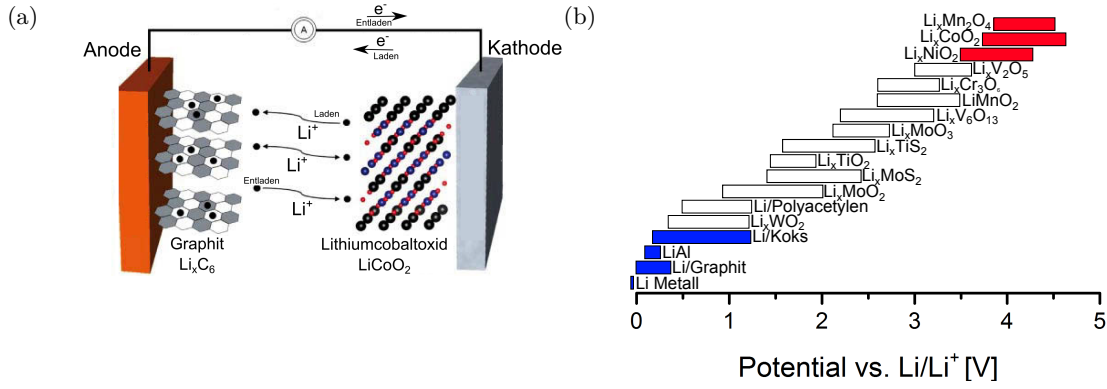 (a)
e⁻
Entladen
A
e⁻
Laden
Anode
Kathode
Laden
Li⁺
Li⁺
Entladen
Li⁺
Graphit
LiₓC₆
Lithiumcobaltoxid
LiCoO₂
(b)
LiₓMn₂O₄
LiₓCoO₂
LiₓNiO₂
LiₓV₂O₅
LiₓCr₃O₆
LiMnO₂
LiₓV₆O₁₃
LiₓMoO₃
LiₓTiS₂
LiₓTiO₂
LiₓMoS₂
LiₓMoO₂
Li/Polyacetylen
LiₓWO₂
Li/Koks
LiAl
Li/Graphit
Li Metall
0 1 2 3 4 5
Potential vs. Li/Li⁺ [V]